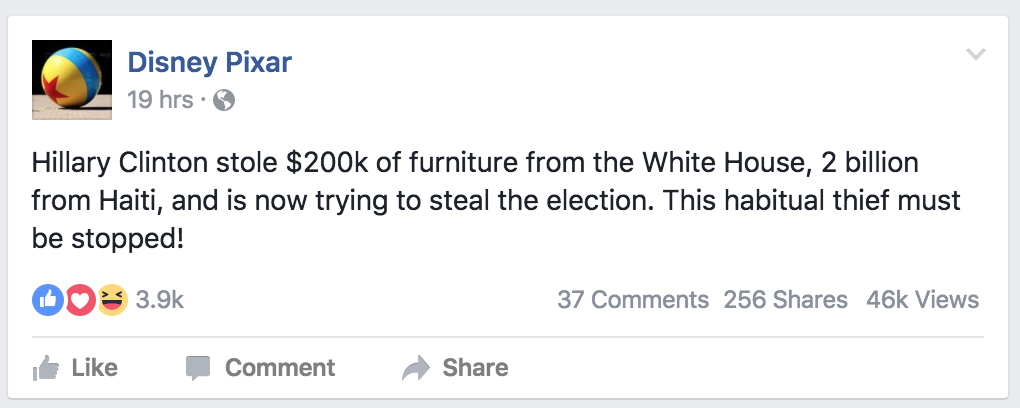 Disney Pixar
19 hrs ·
Hillary Clinton stole $200k of furniture from the White House, 2 billion
from Haiti, and is now trying to steal the election. This habitual thief must
be stopped!
3.9k 37 Comments 256 Shares 46k Views
Like Comment Share